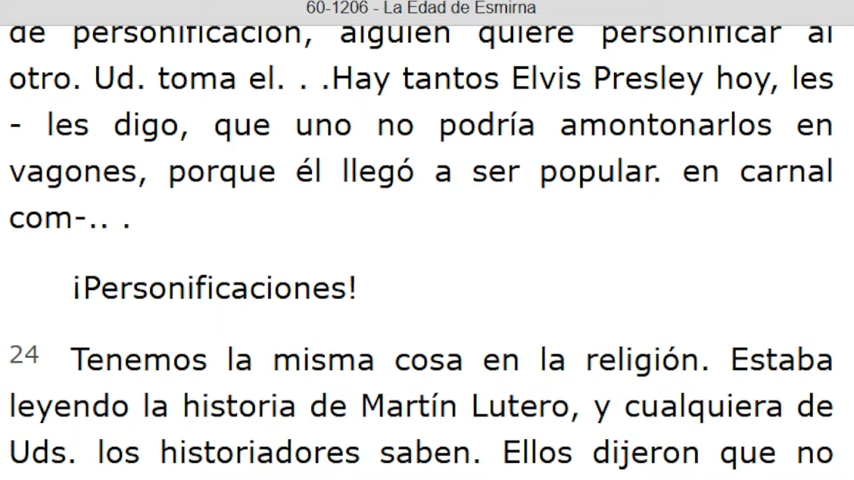 60-1206 - La Edad de Esmirna
de personificación, alguien quiere personificar al
otro. Ud. toma el. . .Hay tantos Elvis Presley hoy, les
- les digo, que uno no podría amontonarlos en
vagones, porque él llegó a ser popular. en carnal
com-.. .
¡Personificaciones!
24 Tenemos la misma cosa en la religión. Estaba
leyendo la historia de Martín Lutero, y cualquiera de
Uds. los historiadores saben. Ellos dijeron que no